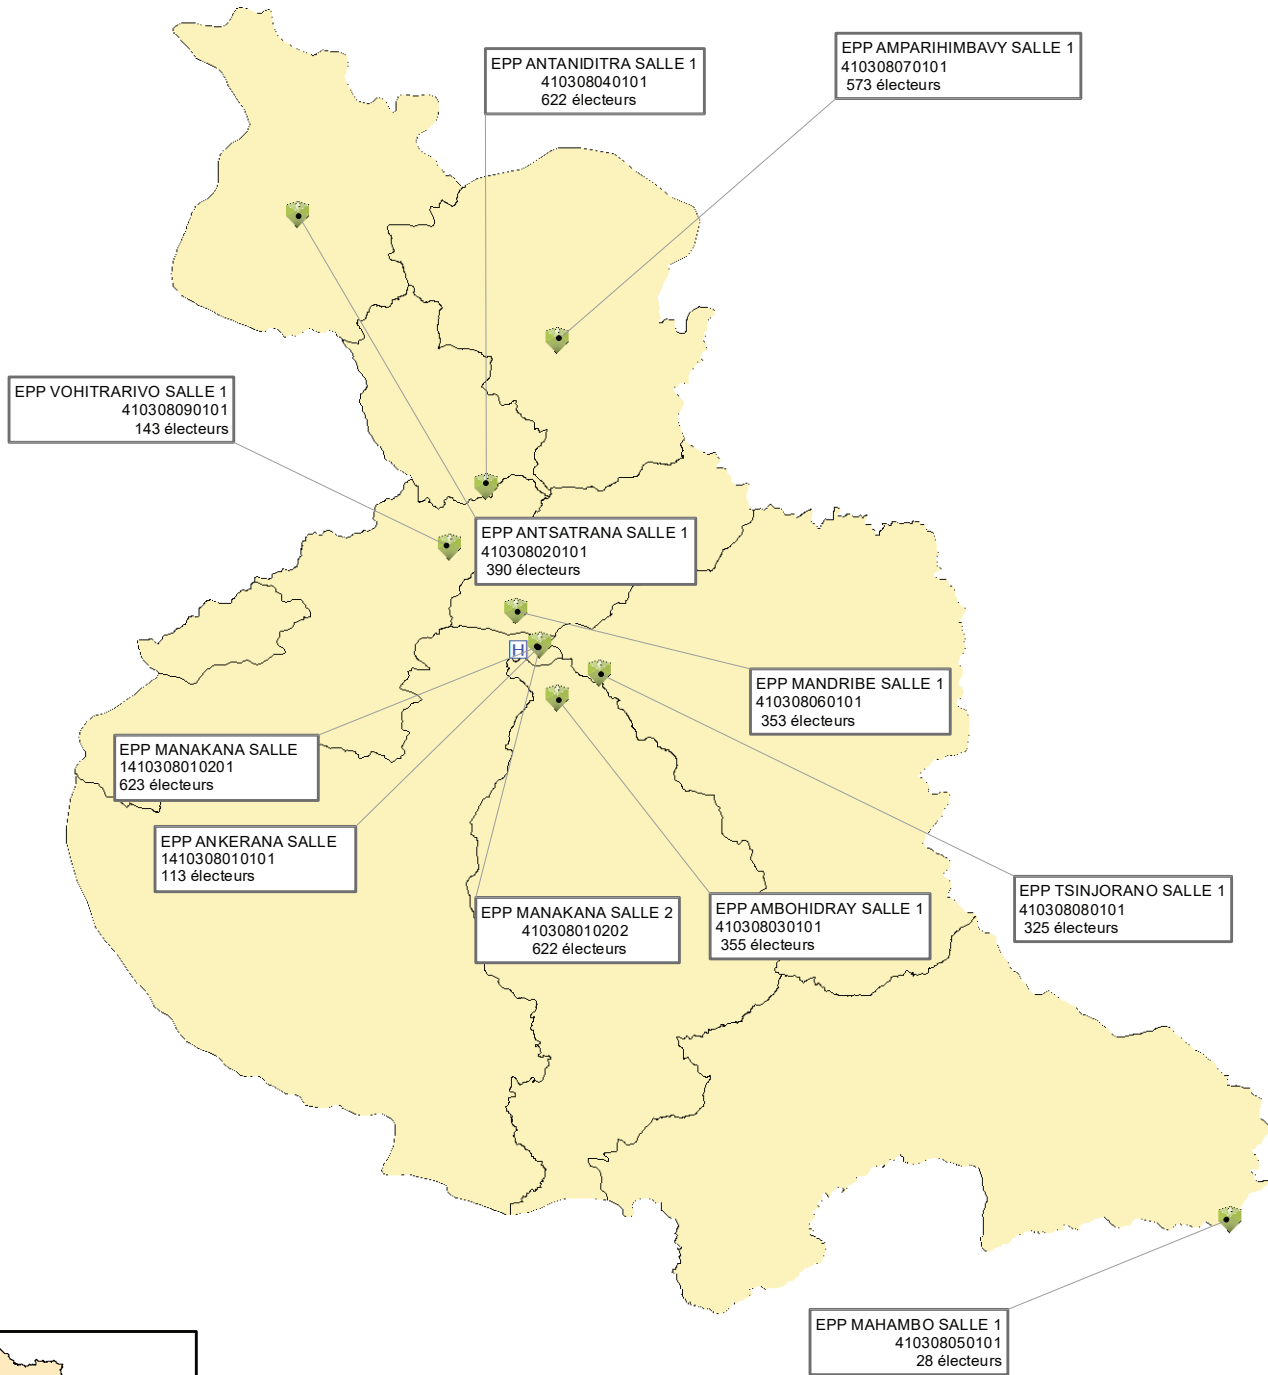 EPP AMPARIHIMBAVY SALLE 1
410308070101
573 électeurs
EPP ANTANIDITRA SALLE 1
410308040101
622 électeurs
EPP VOHITRARIVO SALLE 1
410308090101
143 électeurs
EPP ANTSATRANA SALLE 1
410308020101
390 électeurs
H
EPP MANDRIBE SALLE 1
410308060101
353 électeurs
EPP MANAKANA SALLE
1410308010201
623 électeurs
EPP ANKERANA SALLE
1410308010101
113 électeurs
EPP MANAKANA SALLE 2
410308010202
622 électeurs
EPP AMBOHIDRAY SALLE 1
410308030101
355 électeurs
EPP TSINJORANO SALLE 1
410308080101
325 électeurs
EPP MAHAMBO SALLE 1
410308050101
28 électeurs